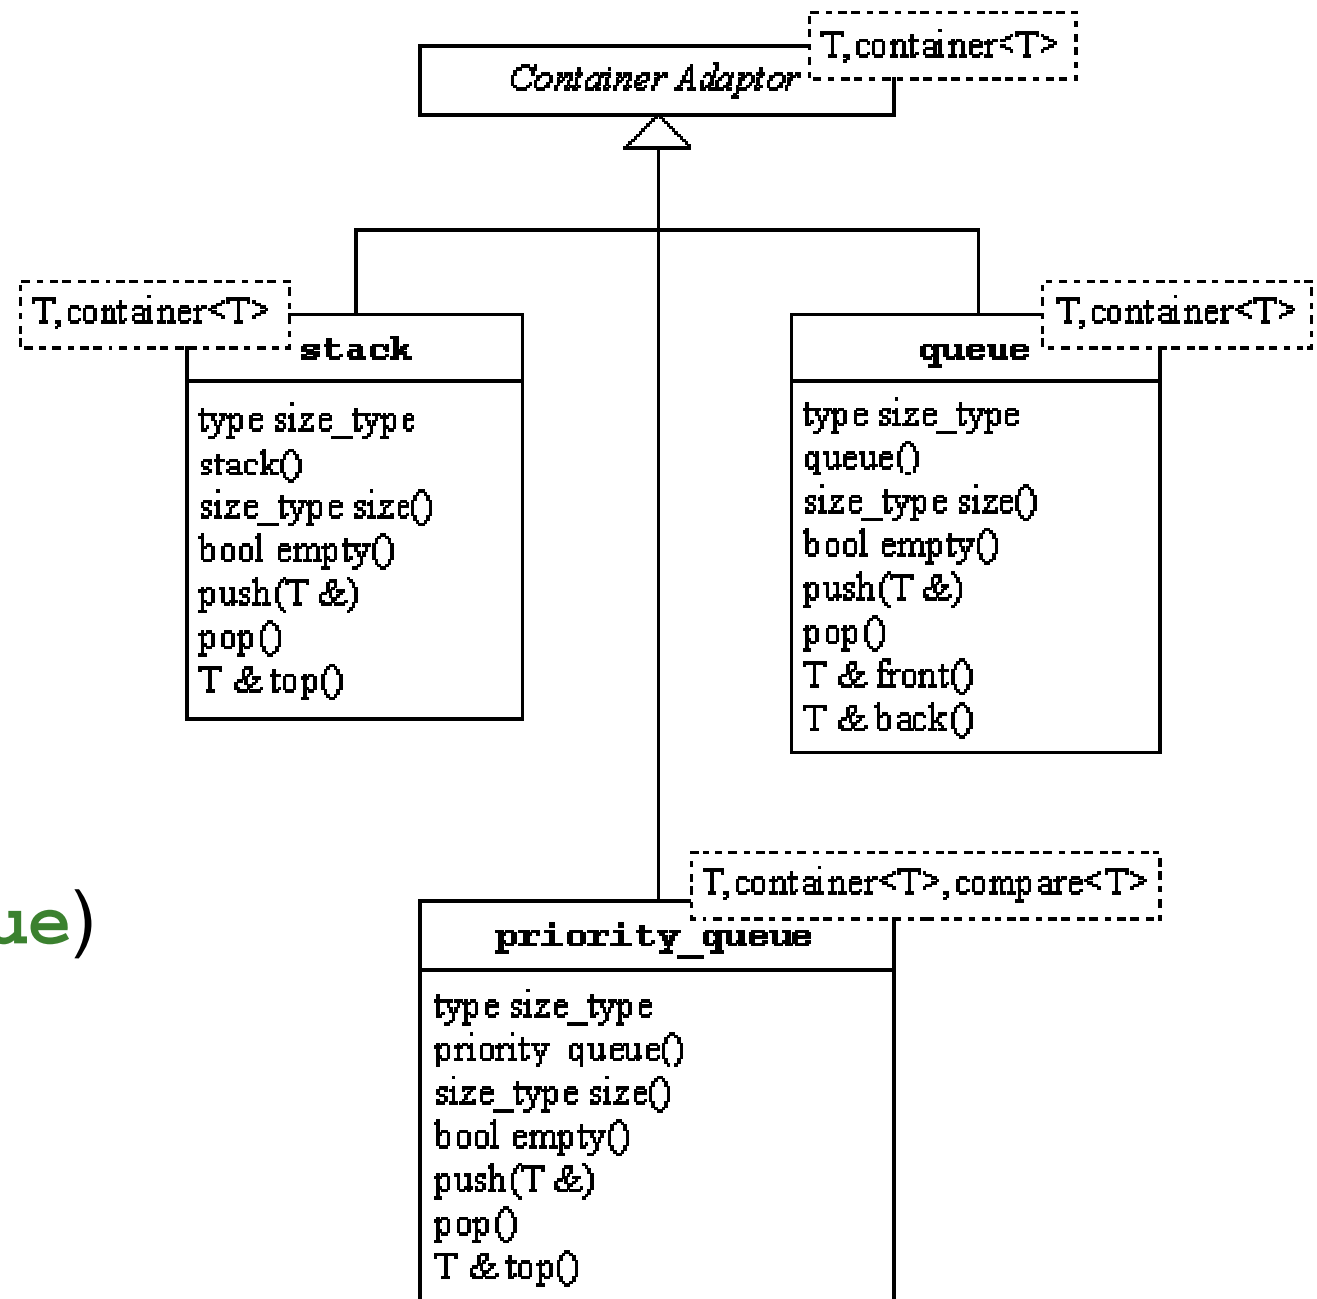 T,container<T>
Container Adaptor
T,container<T>
stack
type size_type
stack()
size_type size()
bool empty()
push(T &)
pop()
T & top()
T,container<T>
queue
type size_type
queue()
size_type size()
bool empty()
push(T &)
pop()
T & front()
T & back()
ue)
T,container<T>,compare<T>
priority_queue
type size_type
priority queue()
size_type size()
bool empty()
push(T &)
pop()
T & top()